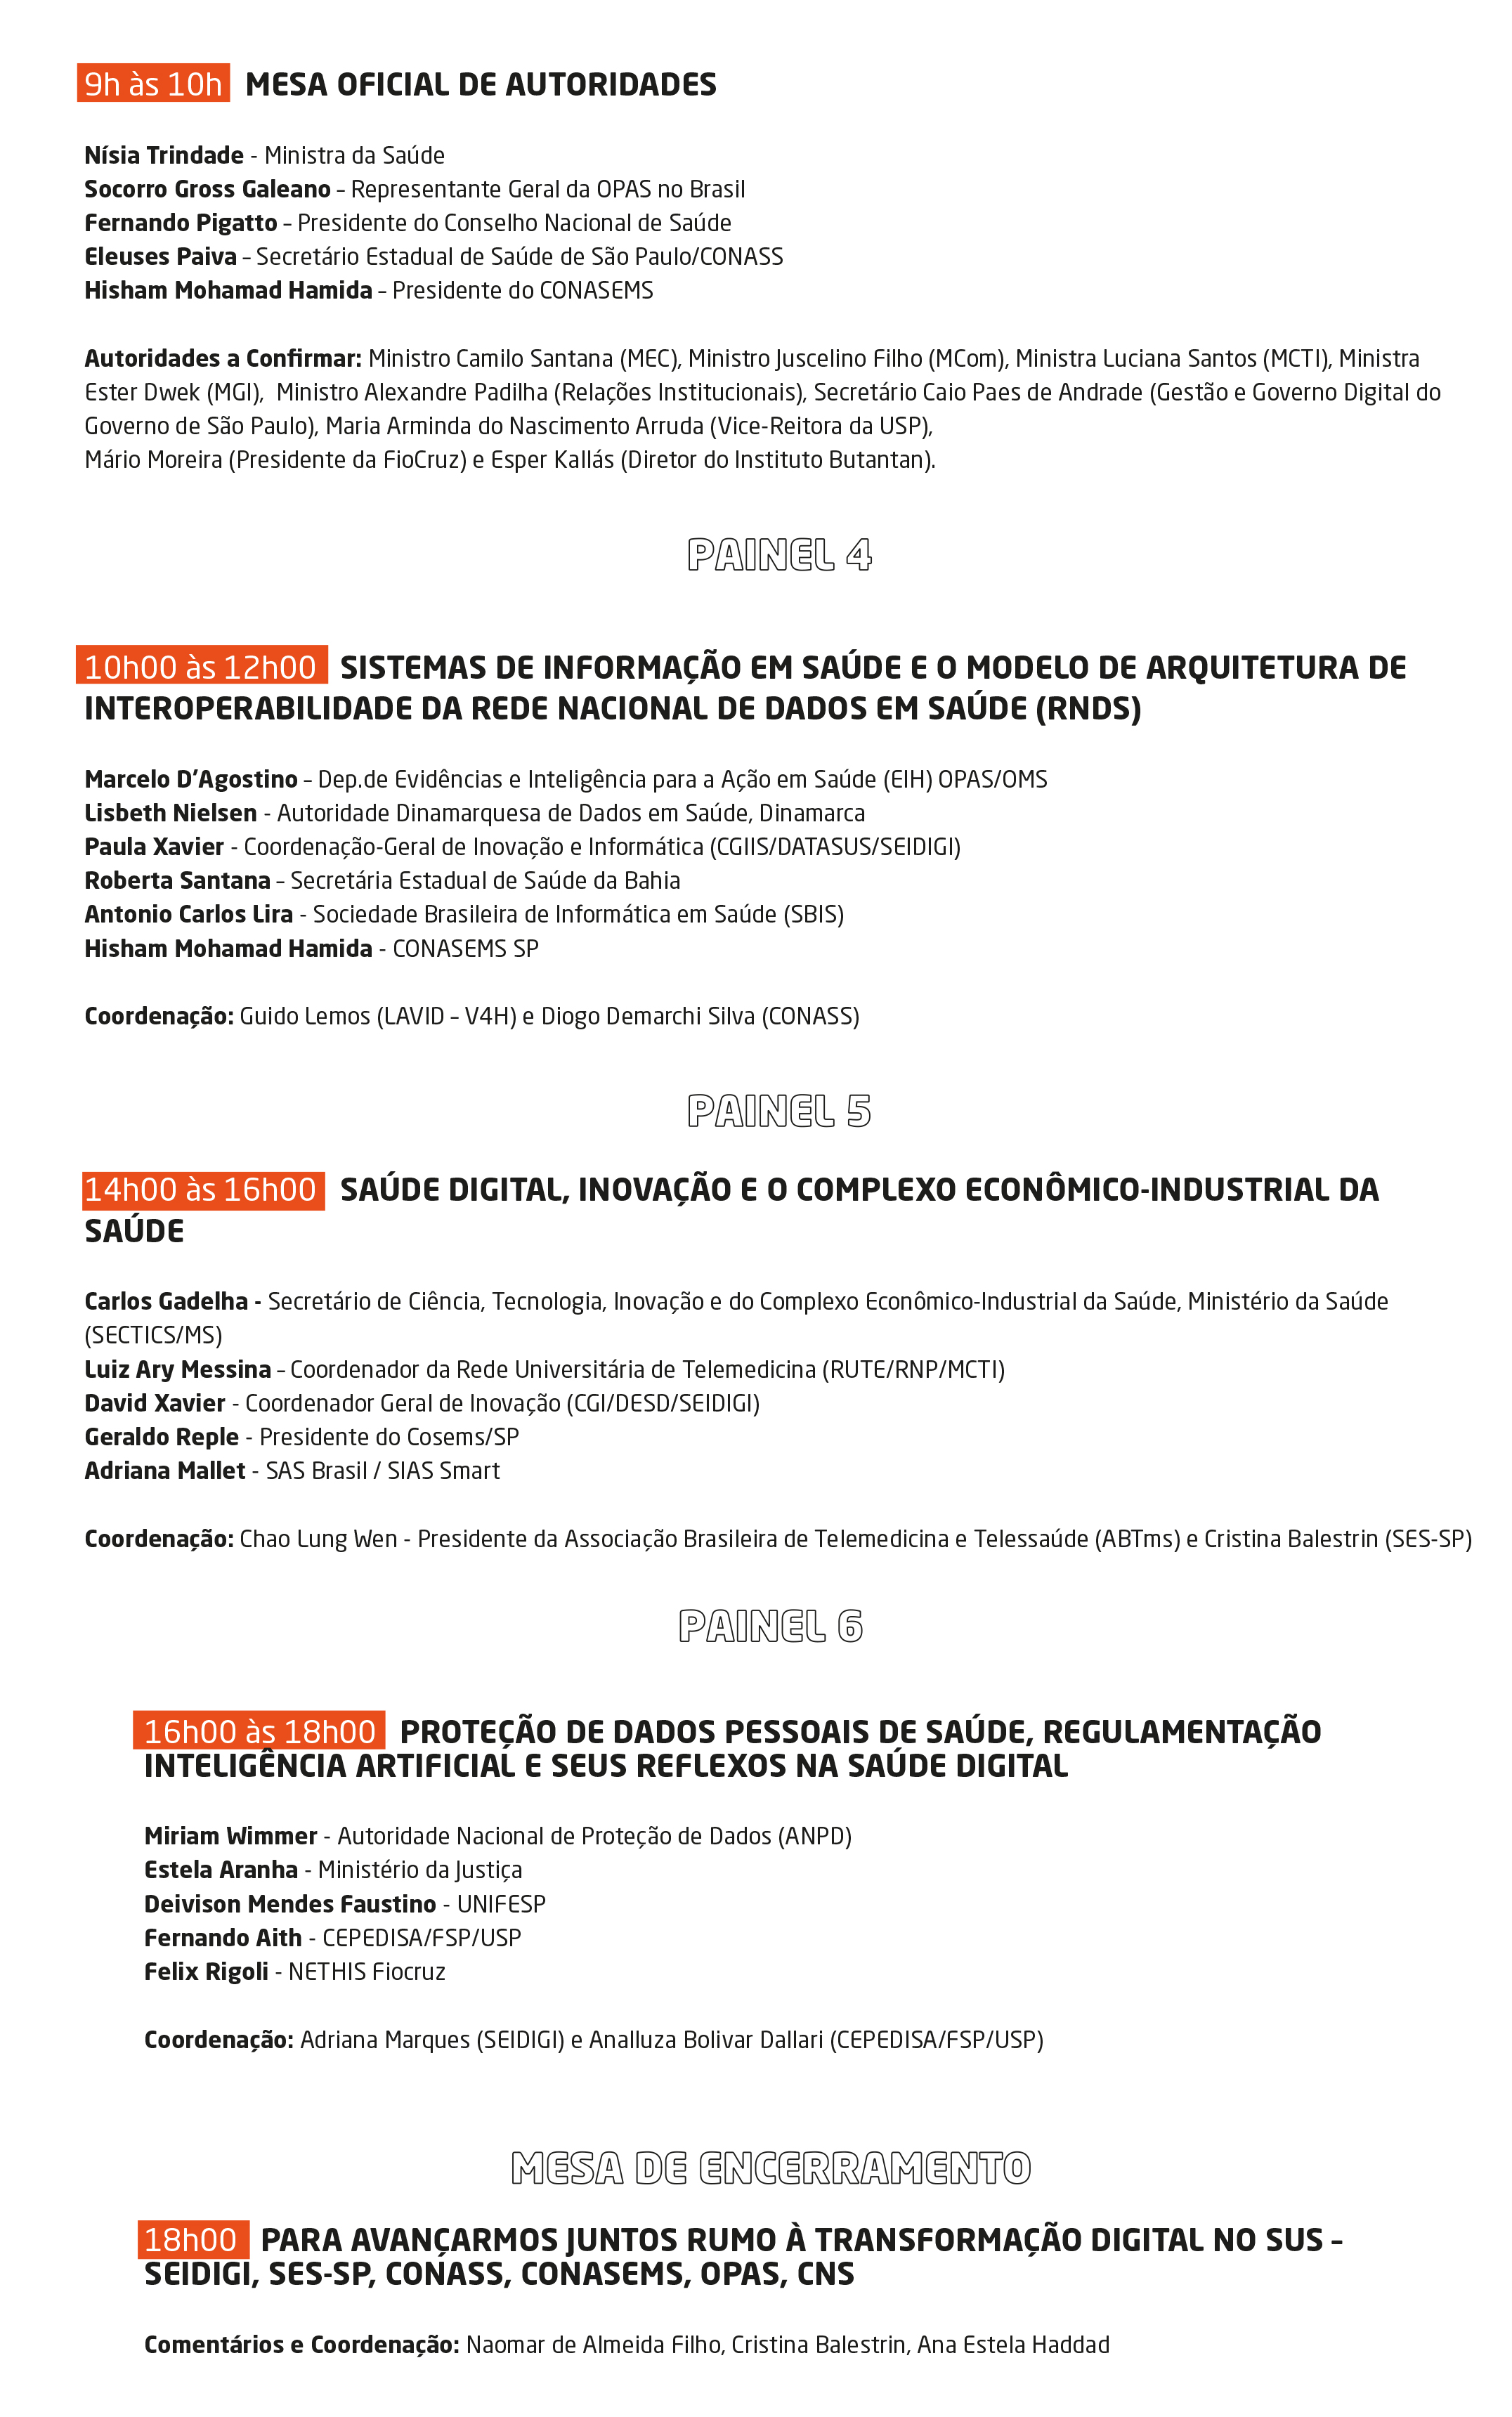 9h às 10h MESA OFICIAL DE AUTORIDADES
Nísia Trindade - Ministra da Saúde
Socorro Gross Galeano – Representante Geral da OPAS no Brasil
Fernando Pigatto – Presidente do Conselho Nacional de Saúde
Eleuses Paiva – Secretário Estadual de Saúde de São Paulo/CONASS
Hisham Mohamad Hamida – Presidente do CONASEMS
Autoridades a Confirmar: Ministro Camilo Santana (MEC), Ministro Juscelino Filho (MCom), Ministra Luciana Santos (MCTI), Ministra
Ester Dwek (MGI), Ministro Alexandre Padilha (Relações Institucionais), Secretário Caio Paes de Andrade (Gestão e Governo Digital do
Governo de São Paulo), Maria Arminda do Nascimento Arruda (Vice-Reitora da USP),
Mário Moreira (Presidente da FioCruz) e Esper Kallás (Diretor do Instituto Butantan).
PAINEL 4
10h00 às 12h00 SISTEMAS DE INFORMAÇÃO EM SAÚDE E O MODELO DE ARQUITETURA DE
INTEROPERABILIDADE DA REDE NACIONAL DE DADOS EM SAÚDE (RNDS)
Marcelo D'Agostino – Dep.de Evidências e Inteligência para a Ação em Saúde (EIH) OPAS/OMS
Lisbeth Nielsen - Autoridade Dinamarquesa de Dados em Saúde, Dinamarca
Paula Xavier - Coordenação-Geral de Inovação e Informática (CGIIS/DATASUS/SEIDIGI)
Roberta Santana – Secretária Estadual de Saúde da Bahia
Antonio Carlos Lira - Sociedade Brasileira de Informática em Saúde (SBIS)
Hisham Mohamad Hamida - CONASEMS SP
Coordenação: Guido Lemos (LAVID – V4H) e Diogo Demarchi Silva (CONASS)
PAINEL 5
14h00 às 16h00 SAÚDE DIGITAL, INOVAÇÃO E O COMPLEXO ECONÔMICO-INDUSTRIAL DA
SAÚDE
Carlos Gadelha - Secretário de Ciência, Tecnologia, Inovação e do Complexo Econômico-Industrial da Saúde, Ministério da Saúde
(SECTICS/MS)
Luiz Ary Messina – Coordenador da Rede Universitária de Telemedicina (RUTE/RNP/MCTI)
David Xavier - Coordenador Geral de Inovação (CGI/DESD/SEIDIGI)
Geraldo Reple - Presidente do Cosems/SP
Adriana Mallet - SAS Brasil / SIAS Smart
Coordenação: Chao Lung Wen - Presidente da Associação Brasileira de Telemedicina e Telessaúde (ABTms) e Cristina Balestrin (SES-SP)
PAINEL 6
16h00 às 18h00 PROTEÇÃO DE DADOS PESSOAIS DE SAÚDE, REGULAMENTAÇÃO
INTELIGÊNCIA ARTIFICIAL E SEUS REFLEXOS NA SAÚDE DIGITAL
Miriam Wimmer - Autoridade Nacional de Proteção de Dados (ANPD)
Estela Aranha - Ministério da Justiça
Deivison Mendes Faustino - UNIFESP
Fernando Aith - CEPEDISA/FSP/USP
Felix Rigoli - NETHIS Fiocruz
Coordenação: Adriana Marques (SEIDIGI) e Analluza Bolivar Dallari (CEPEDISA/FSP/USP)
MESA DE ENCERRAMENTO
18h00 PARA AVANÇARMOS JUNTOS RUMO À TRANSFORMAÇÃO DIGITAL NO SUS –
SEIDIGI, SES-SP, CONASS, CONASEMS, OPAS, CNS
Comentários e Coordenação: Naomar de Almeida Filho, Cristina Balestrin, Ana Estela Haddad